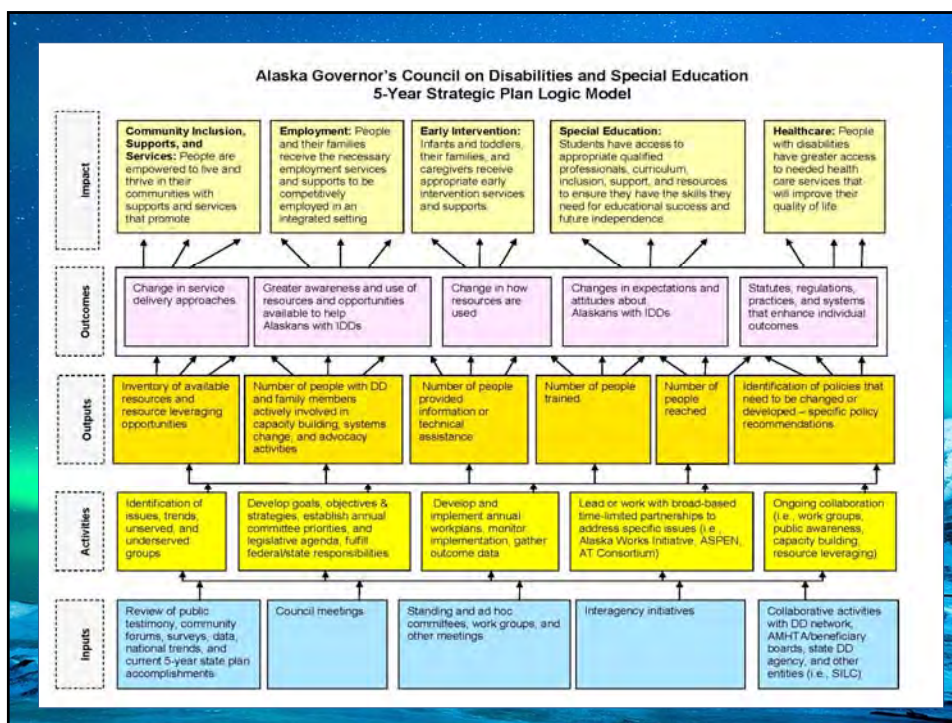 Alaska Governor's Council on Disabilities and Special Education
5-Year Strategic Plan Logic Model
Impact
Community Inclusion,
Supports, and
Services: People are
empowered to live and
thrive in their
communities with
supports and services
that promote
Employment: People
and their families
receive the necessary
employment services
and supports to be
competitively
employed in an
integrated setting
Early Intervention:
Infants and toddlers,
their families, and
caregivers receive
appropriate early
intervention services
and supports
Special Education:
Students have access to
appropriate qualified
professionals, curriculum,
inclusion, support, and resources
to ensure they have the skills they
need for educational success and
future independence
Healthcare: People
with disabilities
have greater access
to needed health
care services that
will improve their
quality of life
Outcomes
Change in service
delivery approaches
Greater awareness and use of
resources and opportunities
available to help
Alaskans with IDDs
Change in how
resources are
used
Changes in expectations and
attitudes about
Alaskans with IDDs
Statutes, regulations,
practices, and systems
that enhance individual
outcomes
Outputs
Inventory of available
resources and
resource leveraging
opportunities
Number of people with DD
and family members
actively involved in
capacity building, systems
change, and advocacy
activities
Number of people
provided
information or
technical
assistance
Number of people
trained
Number of
people
reached
Identification of policies that
need to be changed or
developed – specific policy
recommendations
Activities
Identification of
issues, trends,
unserved, and
underserved
groups
Develop goals, objectives &
strategies, establish annual
committee priorities, and
legislative agenda, fulfill
federal/state responsibilities
Develop and
implement annual
workplans, monitor
implementation, gather
outcome data
Lead or work with broad-based
time-limited partnerships to
address specific issues (i.e.,
Alaska Works Initiative, ASPEN,
AT Consortium)
Ongoing collaboration
(i.e., work groups,
public awareness,
capacity building,
resource leveraging)
Inputs
Review of public
testimony, community
forums, surveys, data,
national trends, and
current 5-year state plan
accomplishments
Council meetings
Standing and ad hoc
committees, work groups, and
other meetings
Interagency initiatives
Collaborative activities
with DD network,
AMHTA/beneficiary
boards, state DD
agency, and other
entities (i.e., SILC)